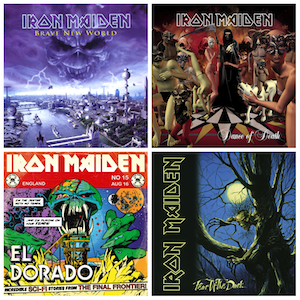 IRON MAIDEN
BRAVE NEW WORLD
IRON MAIDEN
Dance of Death
IRON MAIDEN
ENGLAND
NO 15
AUG 16
EL
DORADO
INCREDIBLE SCI-FI STORIES FROM THE FINAL FRONTIER!
IRON MAIDEN
Fear Of The Dark